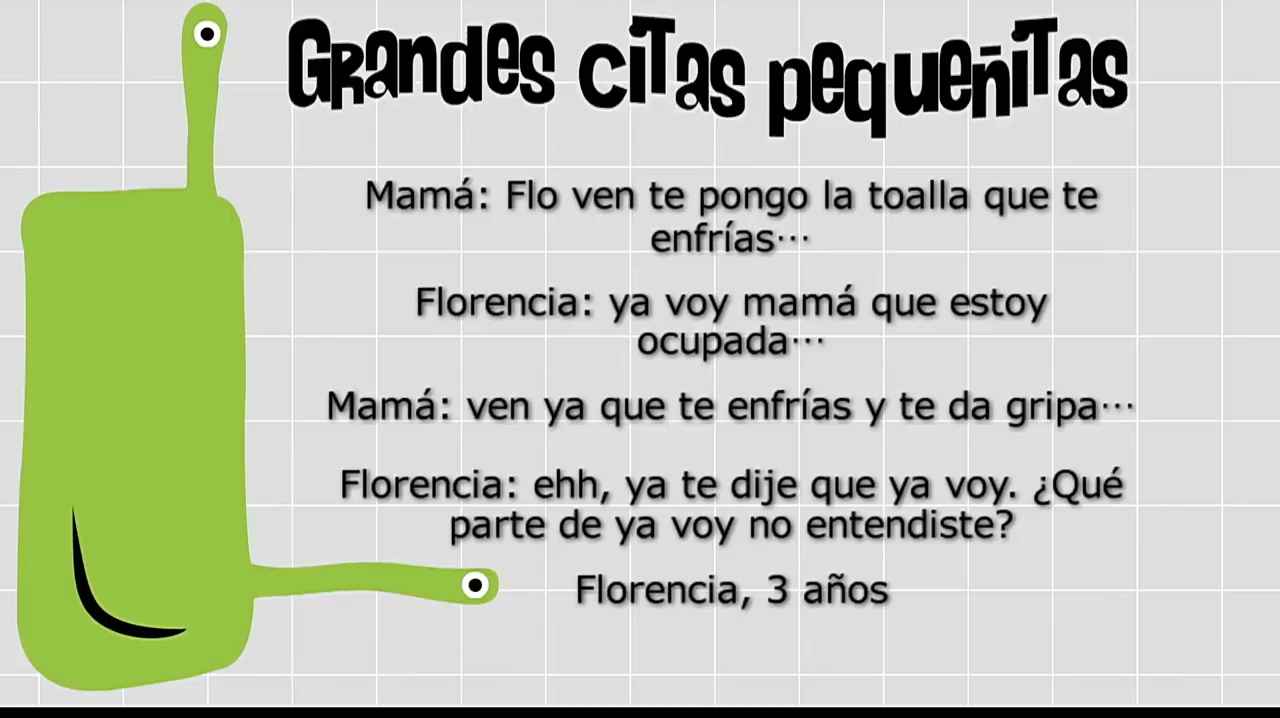 Grandes citas pequeñitas
Mamá: Flo ven te pongo la toalla que te
enfrías…
Florencia: ya voy mamá que estoy
ocupada…
Mamá: ven ya que te enfrías y te da gripa…
Florencia: ehh, ya te dije que ya voy. ¿Qué
parte de ya voy no entendiste?
Florencia, 3 años